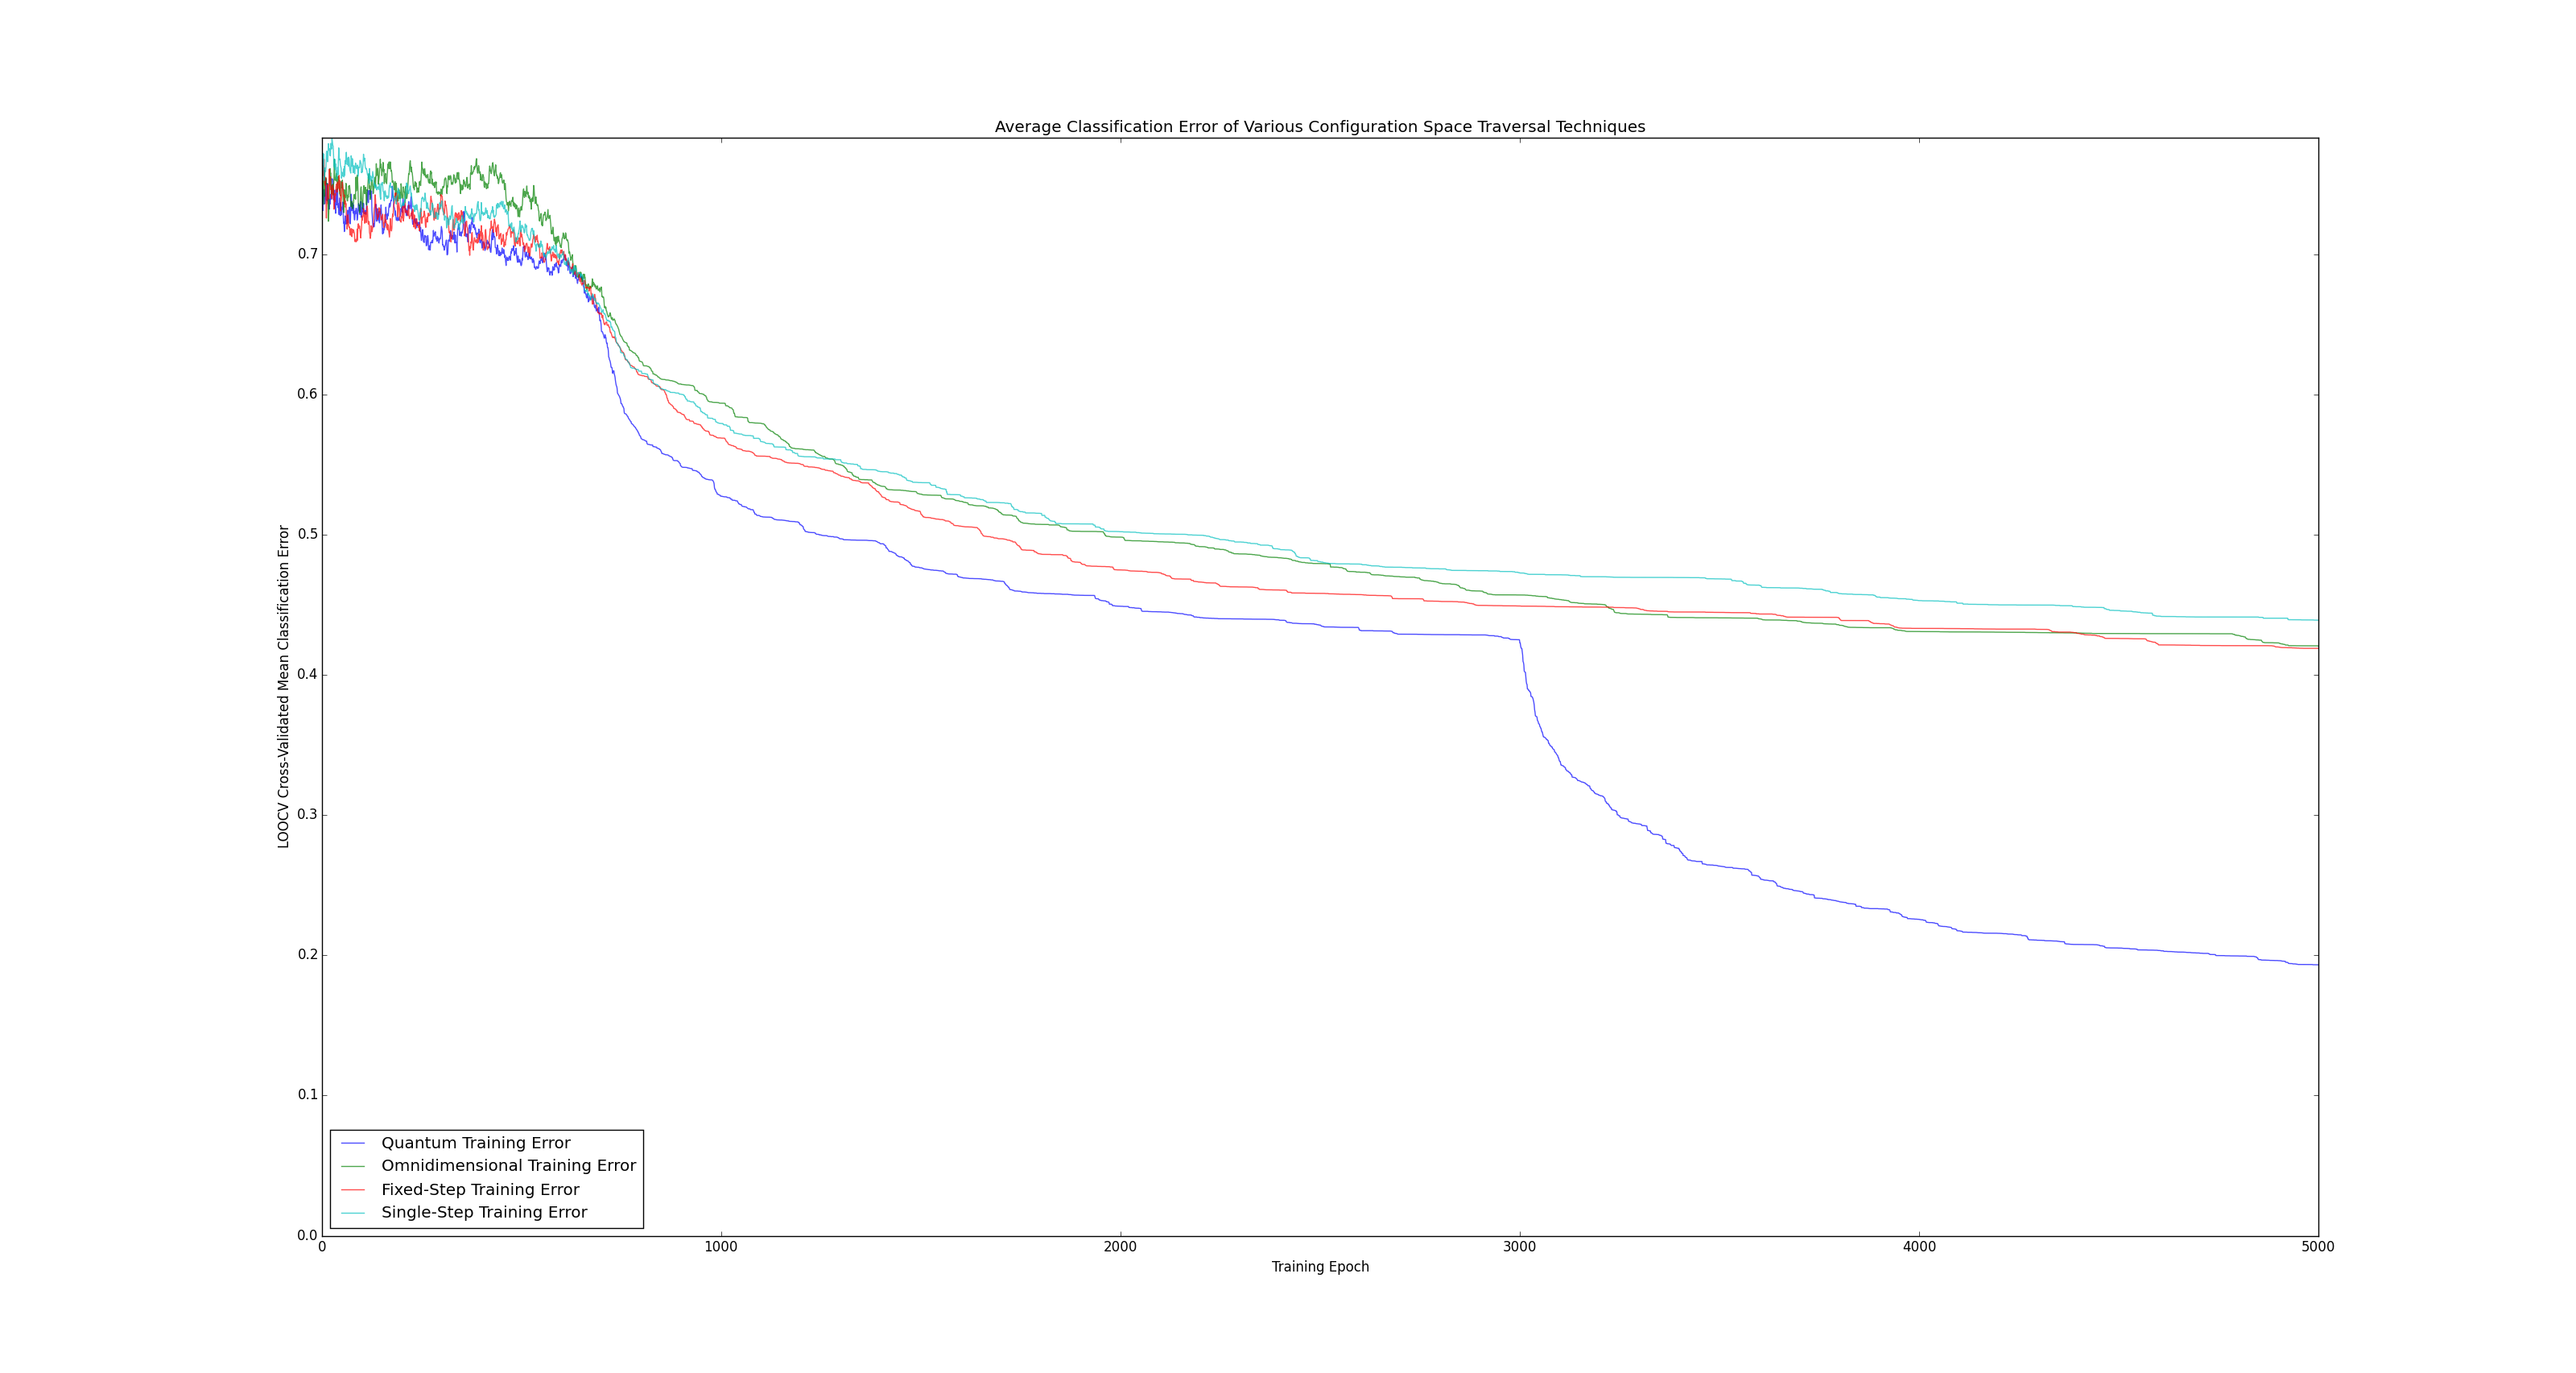 Average Classification Error of Various Configuration Space Traversal Techniques
LOOCV Cross-Validated Mean Classification Error
0.7
0.6
0.5
0.4
0.3
0.2
0.1
0.0
Quantum Training Error
Omnidimensional Training Error
Fixed-Step Training Error
Single-Step Training Error
0 1000 2000 3000 4000 5000
Training Epoch